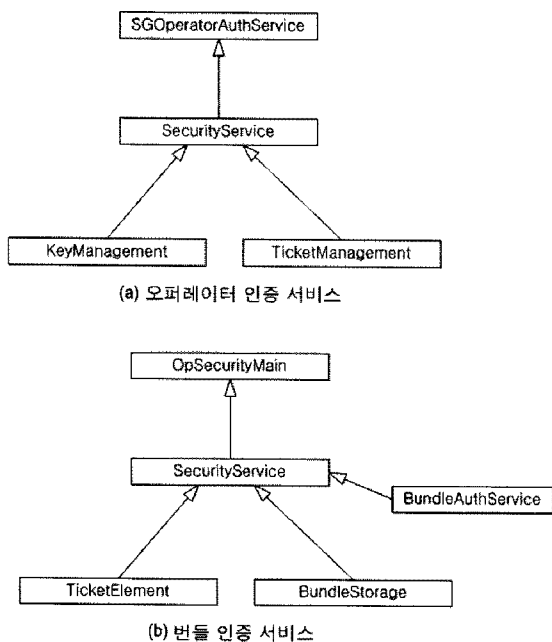 SGOperatorAuthService
SecurityService
KeyManagement
TicketManagement
(a) 오퍼레이터 인증 서비스
OpSecurityMain
SecurityService
BundleAuthService
TicketElement
BundleStorage
(b) 번들 인증 서비스